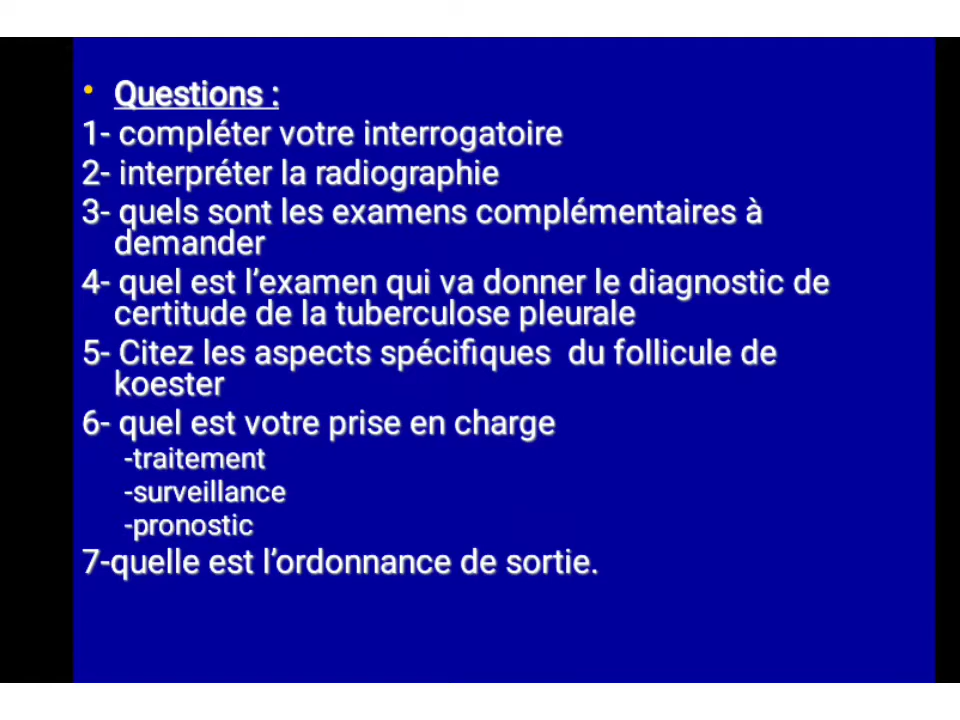 • Questions :
1- compléter votre interrogatoire
2- interpréter la radiographie
3- quels sont les examens complémentaires à
demander
4- quel est l’examen qui va donner le diagnostic de
certitude de la tuberculose pleurale
5- Citez les aspects spécifiques  du follicule de
koester
6- quel est votre prise en charge
-traitement
-surveillance
-pronostic
7-quelle est l’ordonnance de sortie.